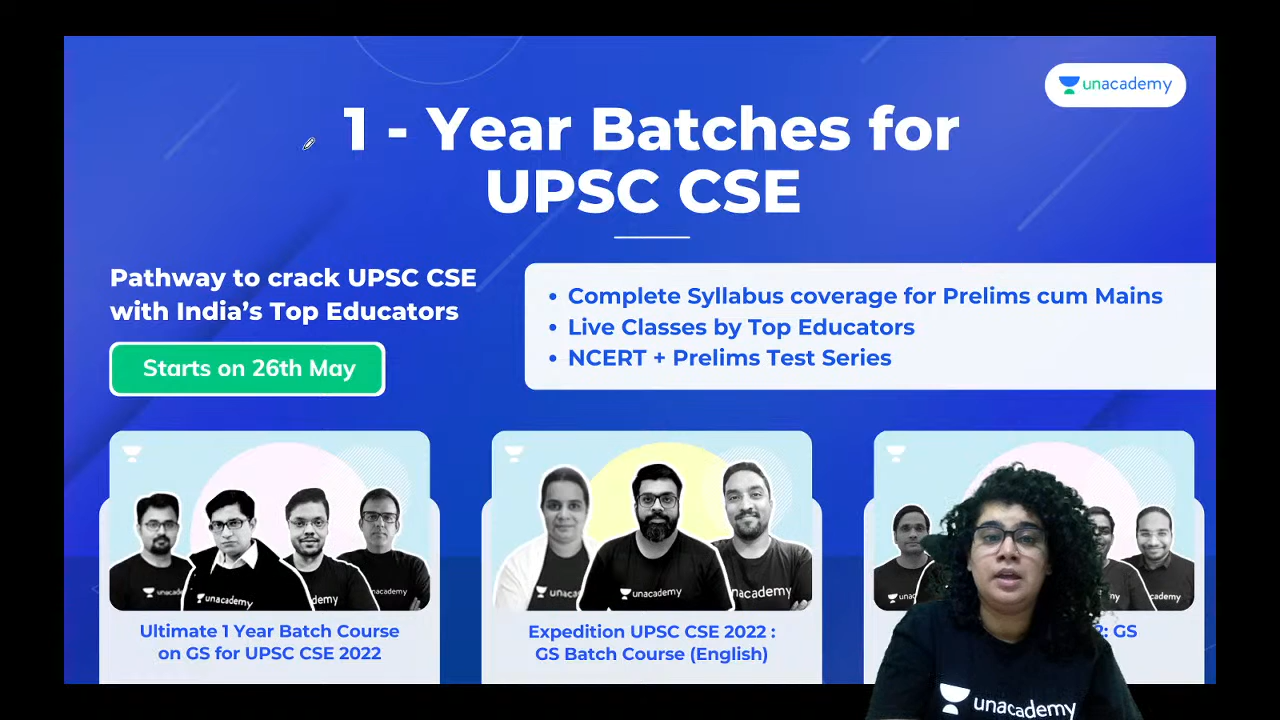 unacademy
1 - Year Batches for
UPSC CSE
Pathway to crack UPSC CSE
with India's Top Educators
Starts on 26th May
• Complete Syllabus coverage for Prelims cum Mains
• Live Classes by Top Educators
• NCERT + Prelims Test Series
unacademy
unacademy
Ultimate 1 Year Batch Course
on GS for UPSC CSE 2022
Expedition UPSC CSE 2022 :
GS Batch Course (English)
GS
unacademy